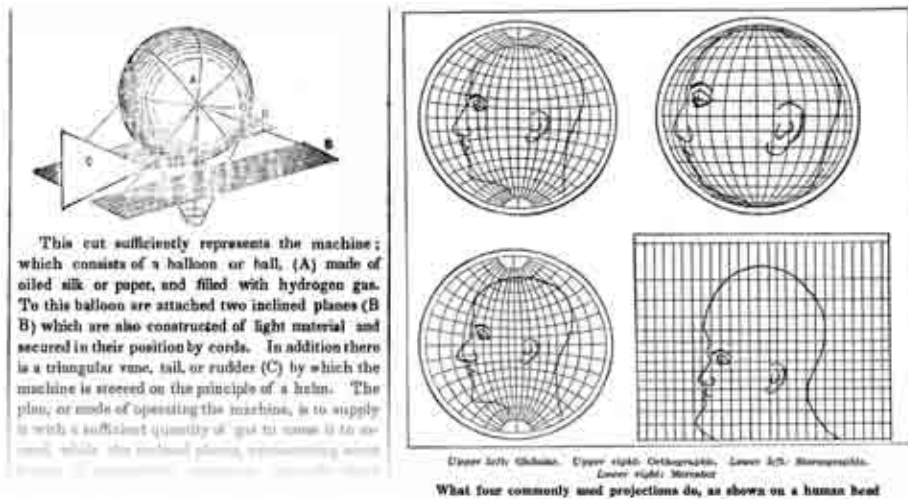 A
B
C
This cut sufficiently represents the machine;
which consists of a balloon or ball, (A) made of
oiled silk or paper, and filled with hydrogen gas.
To this balloon are attached two inclined planes (B
B) which are also constructed of light material and
secured in their position by cords. In addition there
is a triangular vane, tail, or rudder (C) by which the
machine is steered on the principle of a helm. The
plan, or mode of operating the machine, is to supply
it with a sufficient quantity of gas to cause it to as-
cend, while the inclined planes,
Upper left: Globular. Upper right: Orthographic. Lower left: Stereographic.
Lower right: Mercator
What four commonly used projections do, as shown on a human head